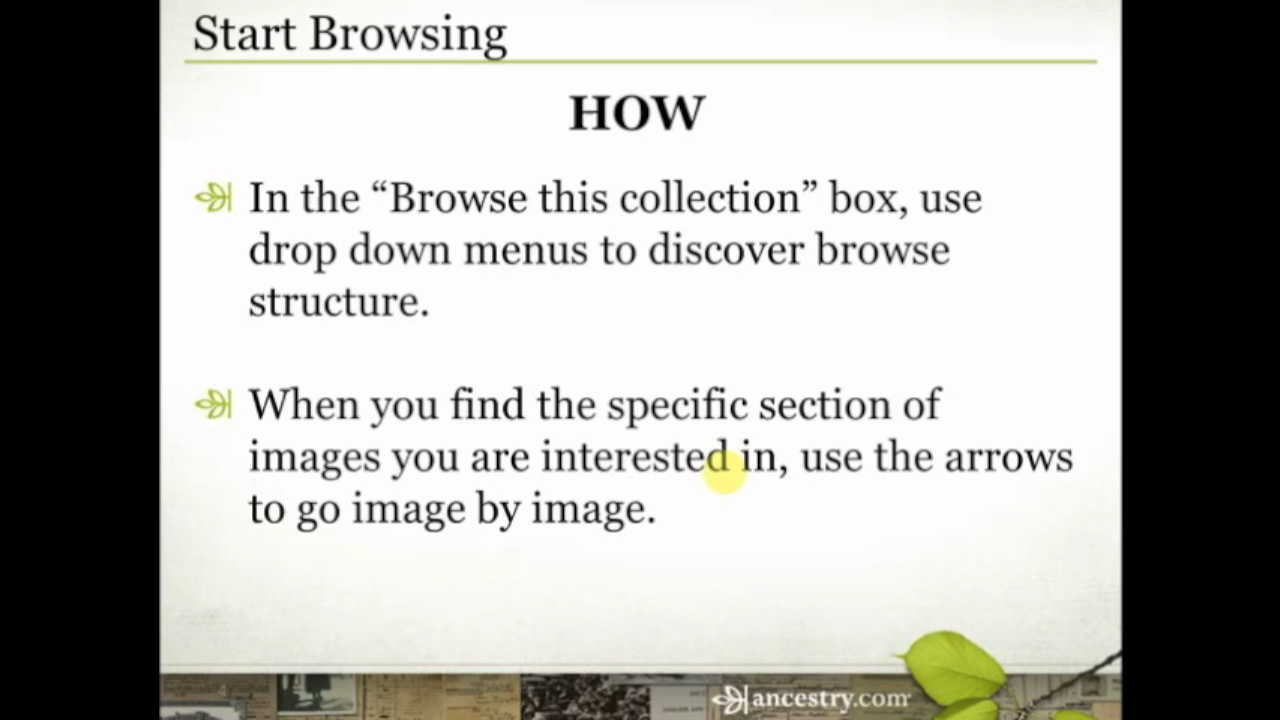 Start Browsing
HOW
In the “Browse this collection” box, use
drop down menus to discover browse
structure.
When you find the specific section of
images you are interested in, use the arrows
to go image by image.
4
ancestry.com